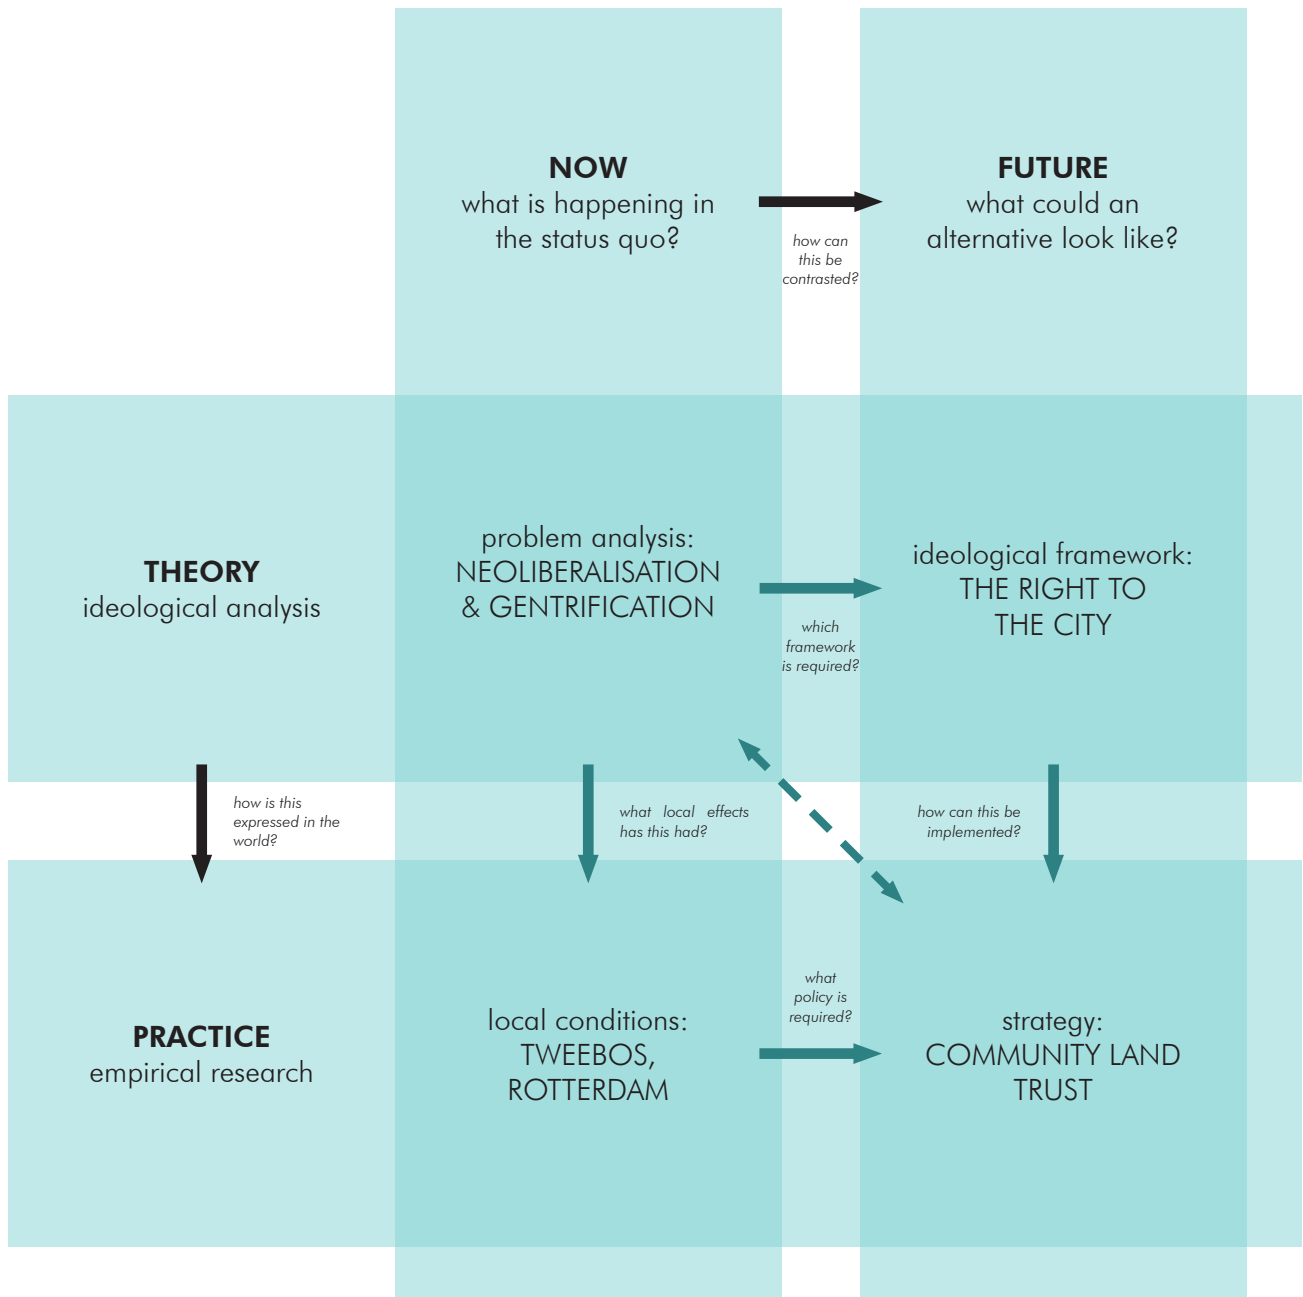 NOW
what is happening in
the status quo?
how can
this be
contrasted?
FUTURE
what could an
alternative look like?
THEORY
ideological analysis
problem analysis:
NEOLIBERALISATION
& GENTRIFICATION
which
framework
is required?
ideological framework:
THE RIGHT TO
THE CITY
how is this
expressed in the
world?
what local effects
has this had?
how can this be
implemented?
PRACTICE
empirical research
local conditions:
TWEEBOS,
ROTTERDAM
what
policy is
required?
strategy:
COMMUNITY LAND
TRUST